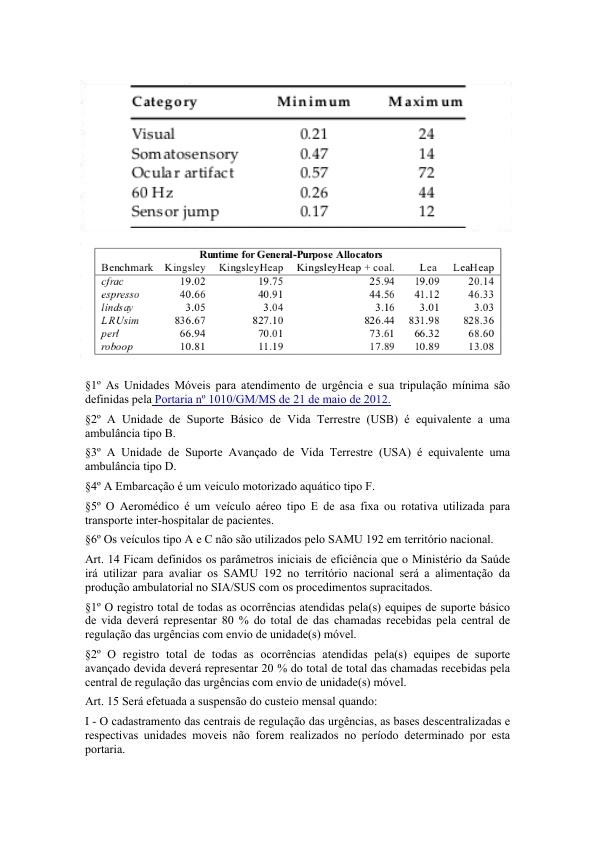 Category Minimum Maximum
Visual 0.21 24
Somatosensory 0.47 14
Ocular artifact 0.57 72
60 Hz 0.26 44
Sensor jump 0.17 12
Runtime for General-Purpose Allocators
Benchmark Kingsley KingsleyHeap KingsleyHeap + coal. Lea LeaHeap
cfrac 19.02 19.75 25.94 19.09 20.14
espresso 40.66 40.91 44.56 41.12 46.33
lindsay 3.05 3.04 3.16 3.01 3.03
LRUsim 836.67 827.10 826.44 831.98 828.36
perl 66.94 70.01 73.61 66.32 68.60
roboop 10.81 11.19 17.89 10.89 13.08
§1º As Unidades Móveis para atendimento de urgência e sua tripulação mínima são
definidas pela Portaria nº 1010/GM/MS de 21 de maio de 2012.
§2º A Unidade de Suporte Básico de Vida Terrestre (USB) é equivalente a uma
ambulância tipo B.
§3º A Unidade de Suporte Avançado de Vida Terrestre (USA) é equivalente uma
ambulância tipo D.
§4º A Embarcação é um veiculo motorizado aquático tipo F.
§5º O Aeromédico é um veículo aéreo tipo E de asa fixa ou rotativa utilizada para
transporte inter-hospitalar de pacientes.
§6º Os veículos tipo A e C não são utilizados pelo SAMU 192 em território nacional.
Art. 14 Ficam definidos os parâmetros iniciais de eficiência que o Ministério da Saúde
irá utilizar para avaliar os SAMU 192 no território nacional será a alimentação da
produção ambulatorial no SIA/SUS com os procedimentos supracitados.
§1º O registro total de todas as ocorrências atendidas pela(s) equipes de suporte básico
de vida deverá representar 80 % do total de das chamadas recebidas pela central de
regulação das urgências com envio de unidade(s) móvel.
§2º O registro total de todas as ocorrências atendidas pela(s) equipes de suporte
avançado devida deverá representar 20 % do total de total das chamadas recebidas pela
central de regulação das urgências com envio de unidade(s) móvel.
Art. 15 Será efetuada a suspensão do custeio mensal quando:
I - O cadastramento das centrais de regulação das urgências, as bases descentralizadas e
respectivas unidades moveis não forem realizados no período determinado por esta
portaria.